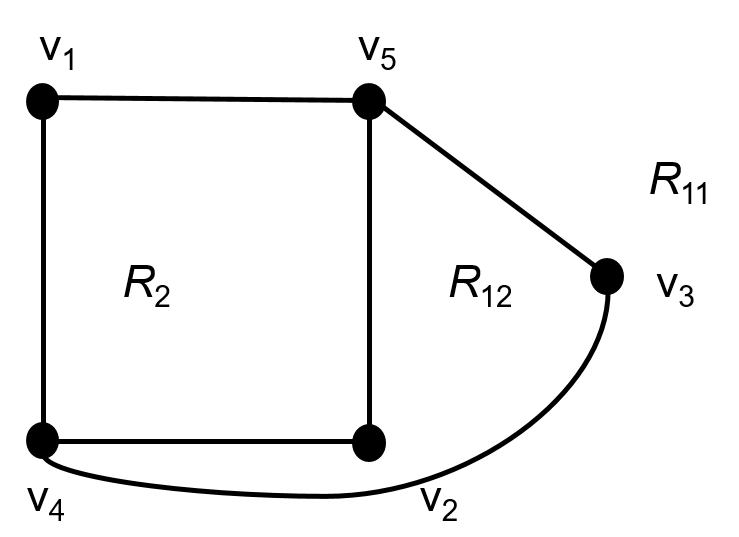 v₁ v₅
R₁₁
R₂ R₁₂ v₃
v₄ v₂